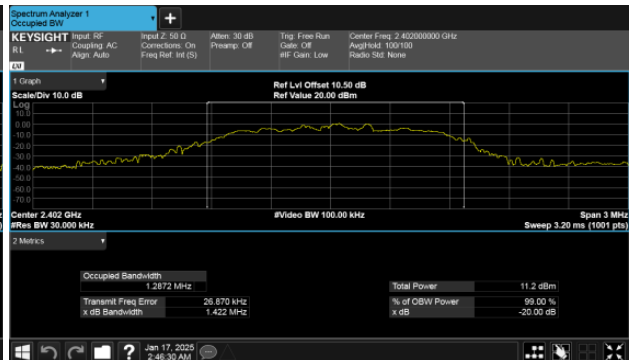 Spectrum Analyzer 1
Occupied BW
+
KEYSIGHT
R L
LXI
Input: RF
Coupling: AC
Align: Auto
Input Z: 50 Ω
Corrections: On
Freq Ref: Int (S)
Atten: 30 dB
Preamp: Off
Trig: Free Run
Gate: Off
#IF Gain: Low
Center Freq: 2.402000000 GHz
Avg|Hold: 100/100
Radio Std: None
1 Graph
Scale/Div 10.0 dB
Ref Lvl Offset 10.50 dB
Ref Value 20.00 dBm
Log
10.0
0.00
-10.0
-20.0
-30.0
-40.0
-50.0
-60.0
-70.0
Center 2.402 GHz
#Video BW 100.00 kHz
Span 3 MHz
#Res BW 30.000 kHz
Sweep 3.20 ms (1001 pts)
2 Metrics
Occupied Bandwidth
1.2872 MHz
Total Power
11.2 dBm
Transmit Freq Error
26.870 kHz
% of OBW Power
99.00 %
x dB Bandwidth
1.422 MHz
x dB
-20.00 dB
?
Jan 17, 2025
2:46:30 AM